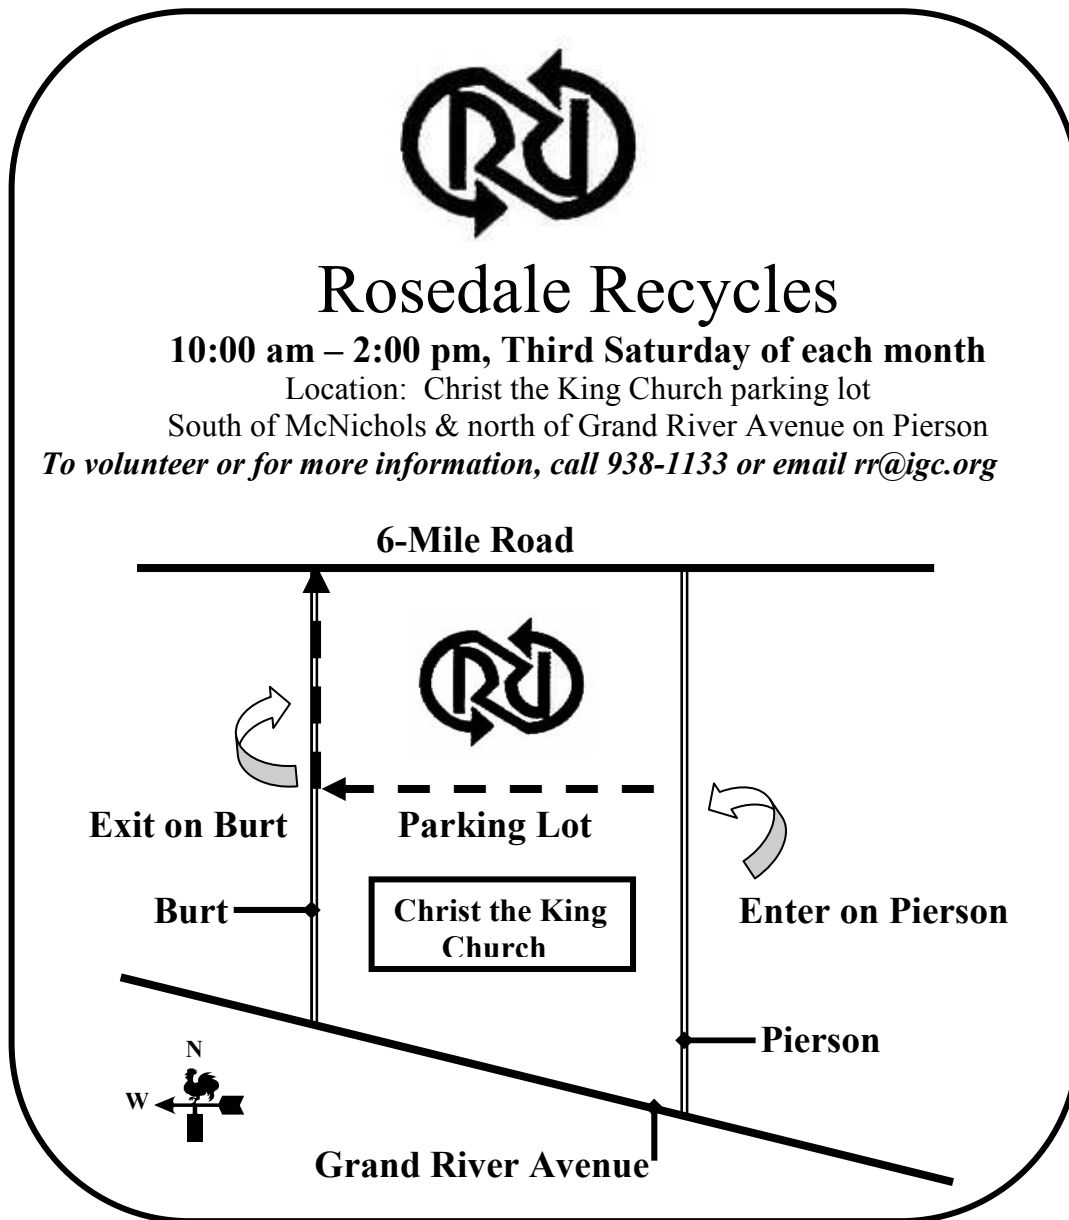 Rosedale Recycles
10:00 am – 2:00 pm, Third Saturday of each month
Location:  Christ the King Church parking lot
South of McNichols & north of Grand River Avenue on Pierson
To volunteer or for more information, call 938-1133 or email rr@igc.org
6-Mile Road
Exit on Burt
Parking Lot
Burt
Christ the King
Church
Enter on Pierson
Pierson
N
W
Grand River Avenue